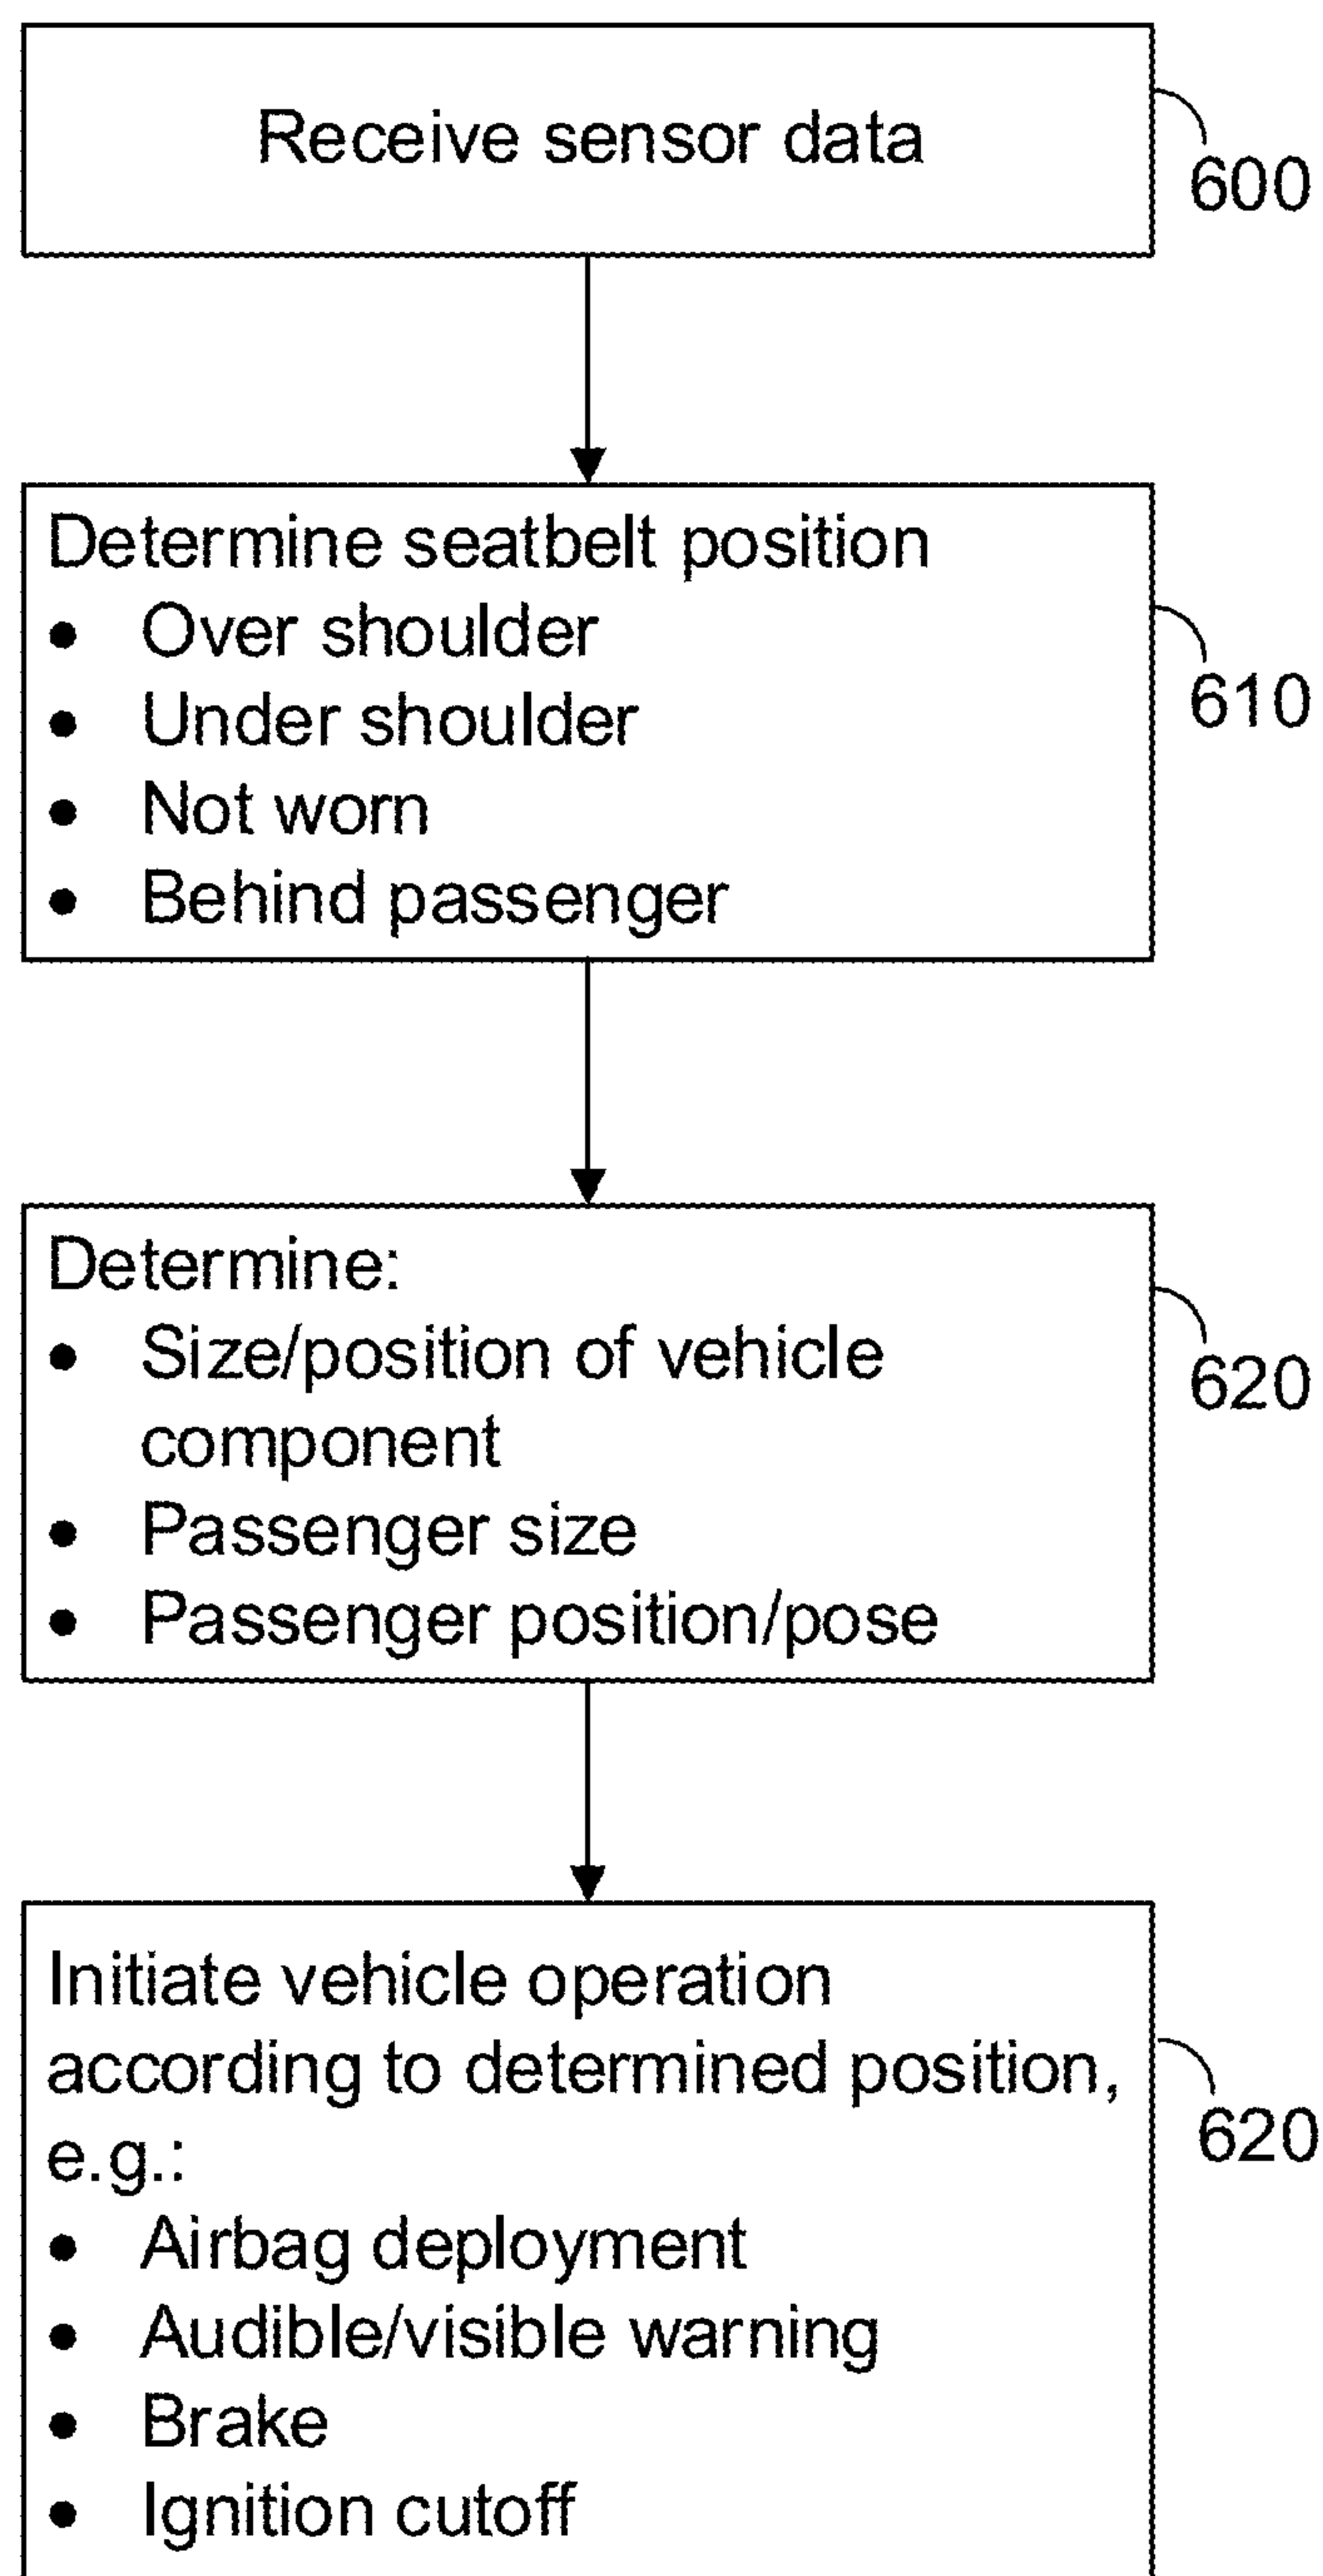 Receive sensor data
600
Determine seatbelt position
• Over shoulder
• Under shoulder
• Not worn
• Behind passenger
610
Determine:
• Size/position of vehicle
component
• Passenger size
• Passenger position/pose
620
Initiate vehicle operation
according to determined position,
e.g.:
• Airbag deployment
• Audible/visible warning
• Brake
• Ignition cutoff
620